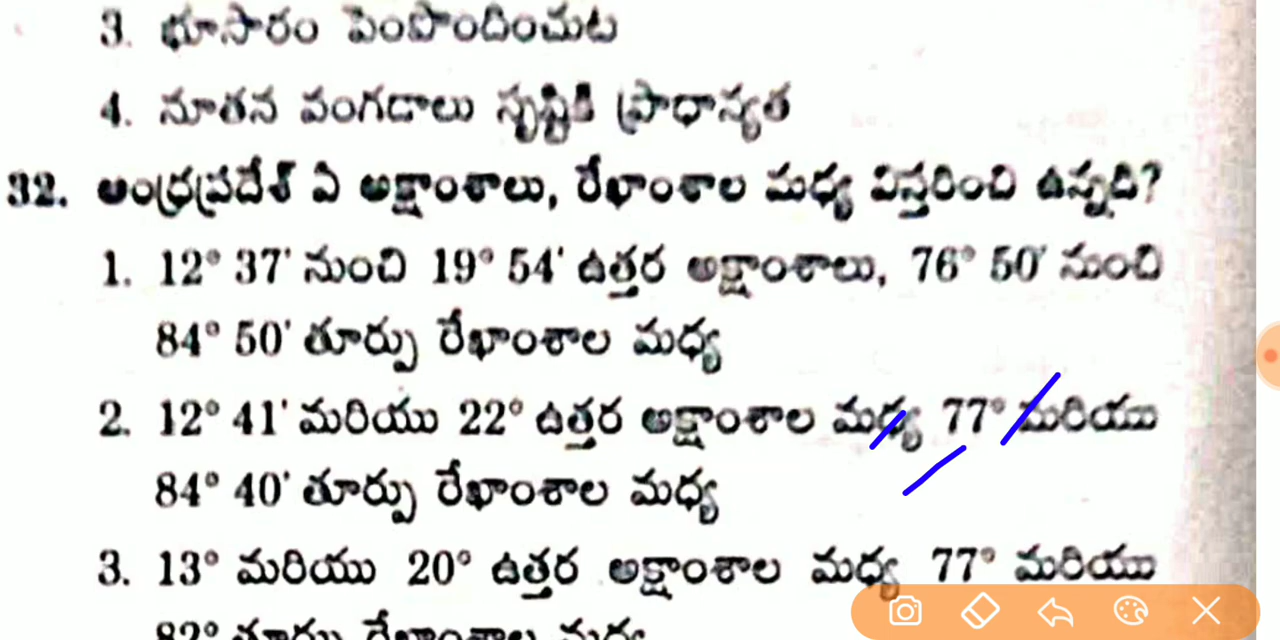 3. భూసారం పెంపొందించుట
4. నూతన వంగడాలు సృష్టికి ప్రాధాన్యత
32. ఆంధ్రప్రదేశ్ ఏ అక్షాంశాలు, రేఖాంశాల మధ్య విస్తరించి ఉన్నది?
1. 12° 37' నుంచి 19° 54' ఉత్తర అక్షాంశాలు, 76° 50' నుంచి
84° 50' తూర్పు రేఖాంశాల మధ్య
2. 12° 41' మరియు 22° ఉత్తర అక్షాంశాల మధ్య 77° మరియు
84° 40' తూర్పు రేఖాంశాల మధ్య
3. 13° మరియు 20° ఉత్తర అక్షాంశాల మధ్య 77° మరియు
82° తూర్పు రేఖాంశాల మధ్య